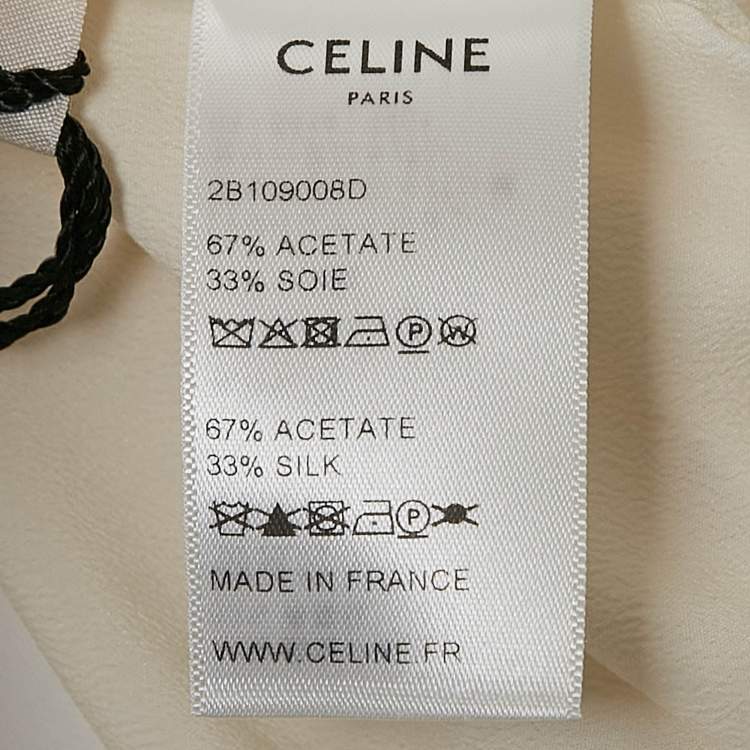 CELINE
PARIS
2B109008D
67% ACETATE
33% SOIE
P W
67% ACETATE
33% SILK
P
MADE IN FRANCE
WWW.CELINE.FR